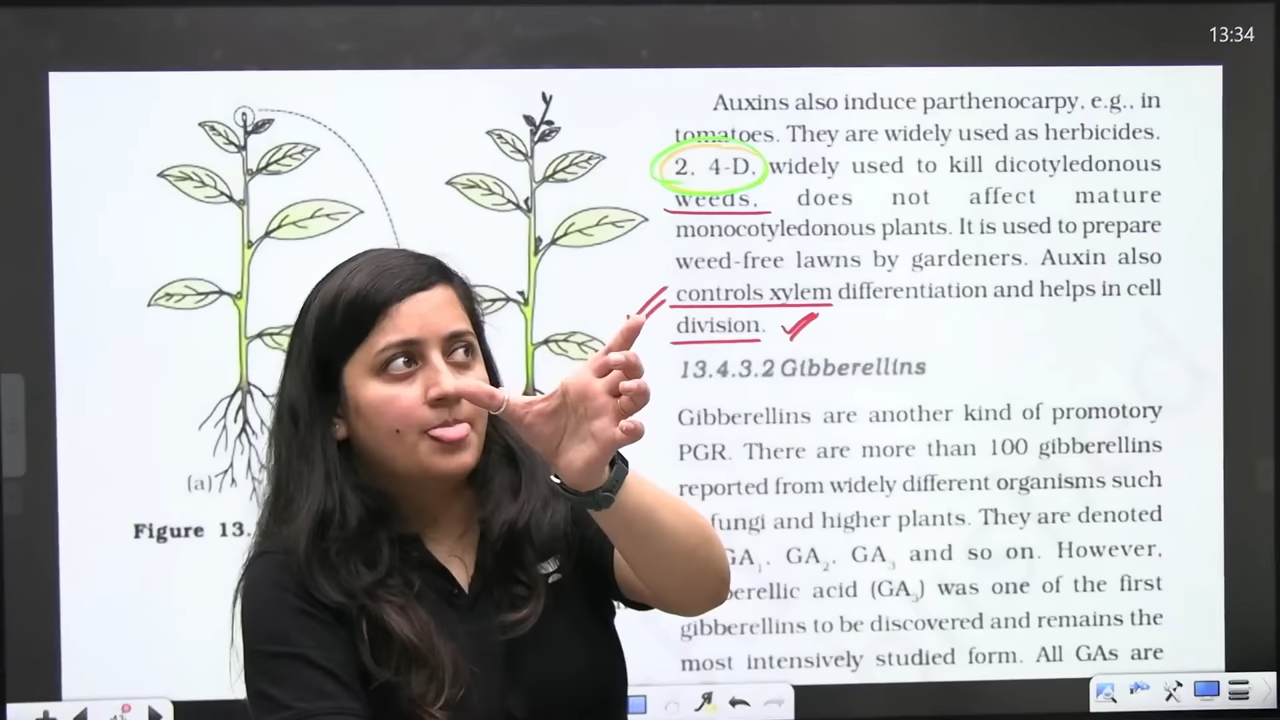 13:34
Auxins also induce parthenocarpy, e.g., in
tomatoes. They are widely used as herbicides.
2, 4-D, widely used to kill dicotyledonous
weeds, does not affect mature
monocotyledonous plants. It is used to prepare
weed-free lawns by gardeners. Auxin also
controls xylem differentiation and helps in cell
division.
13.4.3.2 Gibberellins
Gibberellins are another kind of promotory
PGR. There are more than 100 gibberellins
reported from widely different organisms such
fungi and higher plants. They are denoted
GA₁, GA₂, GA₃ and so on. However,
erellic acid (GA₃) was one of the first
gibberellins to be discovered and remains the
most intensively studied form. All GAs are
(a)
Figure 13.